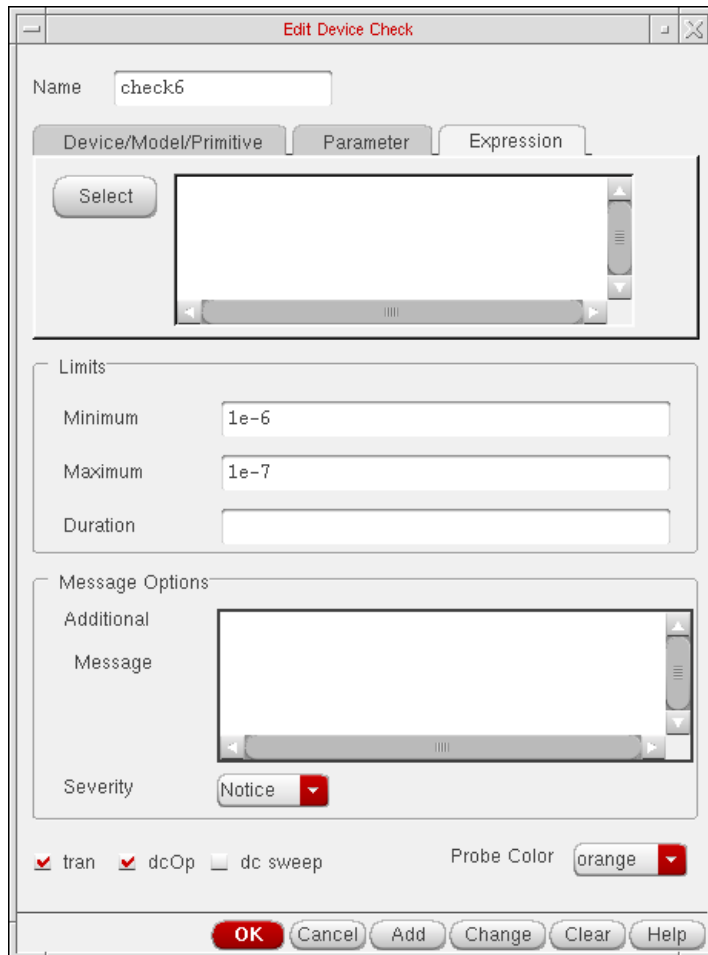 Edit Device Check
Name check6
Device/Model/Primitive Parameter Expression
Select
Limits
Minimum 1e-6
Maximum 1e-7
Duration
Message Options
Additional
Message
Severity Notice
tran dcOp dc sweep Probe Color orange
OK Cancel Add Change Clear Help